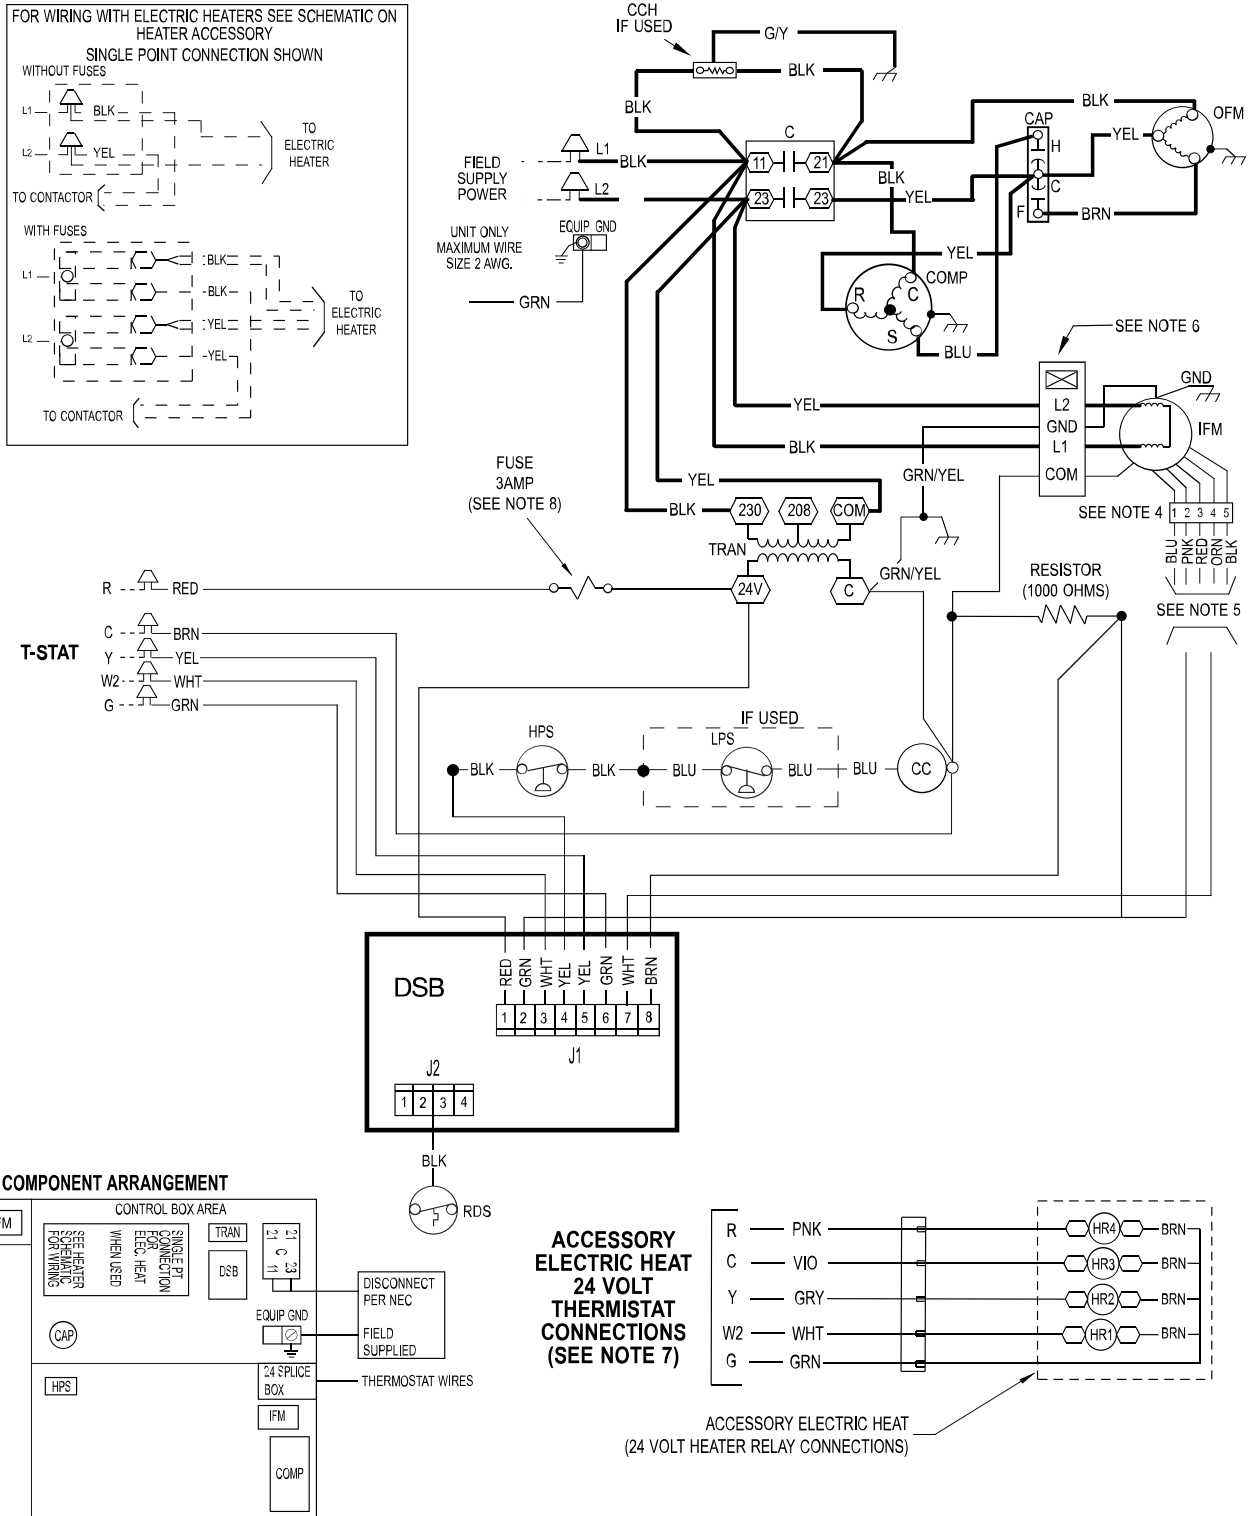 FOR WIRING WITH ELECTRIC HEATERS SEE SCHEMATIC ON
HEATER ACCESSORY
SINGLE POINT CONNECTION SHOWN
WITHOUT FUSES
L1
BLK
L2
YEL
TO
ELECTRIC
HEATER
TO CONTACTOR
WITH FUSES
L1
BLK
BLK
YEL
L2
YEL
TO
ELECTRIC
HEATER
TO CONTACTOR
CCH
IF USED
G/Y
BLK
BLK
FIELD
SUPPLY
POWER
L1
BLK
L2
C
11
21
23
23
BLK
YEL
UNIT ONLY
MAXIMUM WIRE
SIZE 2 AWG.
EQUIP GND
GRN
CAP
H
C
F
BLK
OFM
YEL
BRN
YEL
COMP
R
C
S
BLU
SEE NOTE 6
L2
GND
L1
COM
GND
IFM
YEL
BLK
GRN/YEL
FUSE
3AMP
(SEE NOTE 8)
YEL
BLK
230
208
COM
TRAN
24V
C
GRN/YEL
SEE NOTE 4
1 2 3 4 5
BLU
PNK
RED
ORN
BLK
SEE NOTE 5
RESISTOR
(1000 OHMS)
T-STAT
R
RED
C
BRN
Y
YEL
W2
WHT
G
GRN
HPS
IF USED
LPS
BLK
BLK
BLU
BLU
BLU
CC
DSB
RED
GRN
WHT
YEL
YEL
GRN
WHT
BRN
1 2 3 4 5 6 7 8
J1
J2
1 2 3 4
BLK
RDS
COMPONENT ARRANGEMENT
FM
CONTROL BOX AREA
SINGLE PT
CONNECTION
FOR
ELEC. HEAT
WHEN USED
SEE HEATER
SCHEMATIC
FOR WIRING
TRAN
DSB
21 21
C
11 23
CAP
EQUIP GND
DISCONNECT
PER NEC
FIELD
SUPPLIED
HPS
24 SPLICE
BOX
THERMOSTAT WIRES
IFM
COMP
ACCESSORY
ELECTRIC HEAT
24 VOLT
THERMISTAT
CONNECTIONS
(SEE NOTE 7)
R
PNK
HR4
BRN
C
VIO
HR3
BRN
Y
GRY
HR2
BRN
W2
WHT
HR1
BRN
G
GRN
ACCESSORY ELECTRIC HEAT
(24 VOLT HEATER RELAY CONNECTIONS)